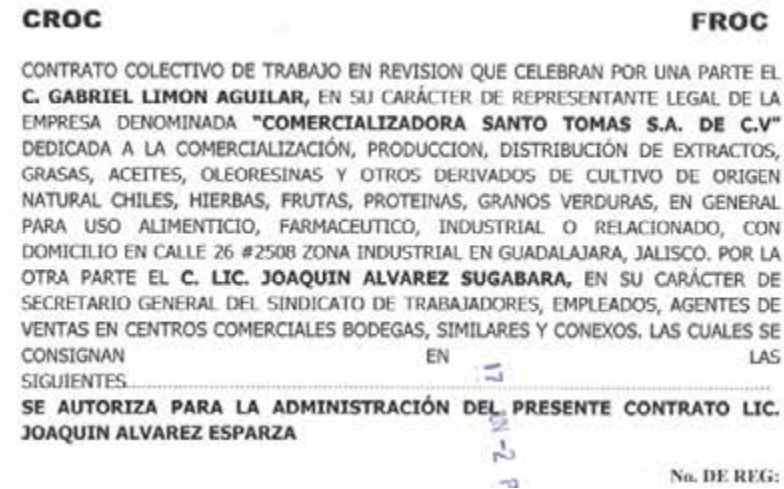 CROC FROC
CONTRATO COLECTIVO DE TRABAJO EN REVISION QUE CELEBRAN POR UNA PARTE EL
C. GABRIEL LIMON AGUILAR, EN SU CARÁCTER DE REPRESENTANTE LEGAL DE LA
EMPRESA DENOMINADA "COMERCIALIZADORA SANTO TOMAS S.A. DE C.V"
DEDICADA A LA COMERCIALIZACIÓN, PRODUCCION, DISTRIBUCIÓN DE EXTRACTOS,
GRASAS, ACEITES, OLEORESINAS Y OTROS DERIVADOS DE CULTIVO DE ORIGEN
NATURAL CHILES, HIERBAS, FRUTAS, PROTEINAS, GRANOS VERDURAS, EN GENERAL
PARA USO ALIMENTICIO, FARMACEUTICO, INDUSTRIAL O RELACIONADO, CON
DOMICILIO EN CALLE 26 #2508 ZONA INDUSTRIAL EN GUADALAJARA, JALISCO. POR LA
OTRA PARTE EL C. LIC. JOAQUIN ALVAREZ SUGABARA, EN SU CARÁCTER DE
SECRETARIO GENERAL DEL SINDICATO DE TRABAJADORES, EMPLEADOS, AGENTES DE
VENTAS EN CENTROS COMERCIALES BODEGAS, SIMILARES Y CONEXOS. LAS CUALES SE
CONSIGNAN EN LAS
SIGUIENTES
SE AUTORIZA PARA LA ADMINISTRACIÓN DEL PRESENTE CONTRATO LIC.
JOAQUIN ALVAREZ ESPARZA
17 -2
No. DE REG: